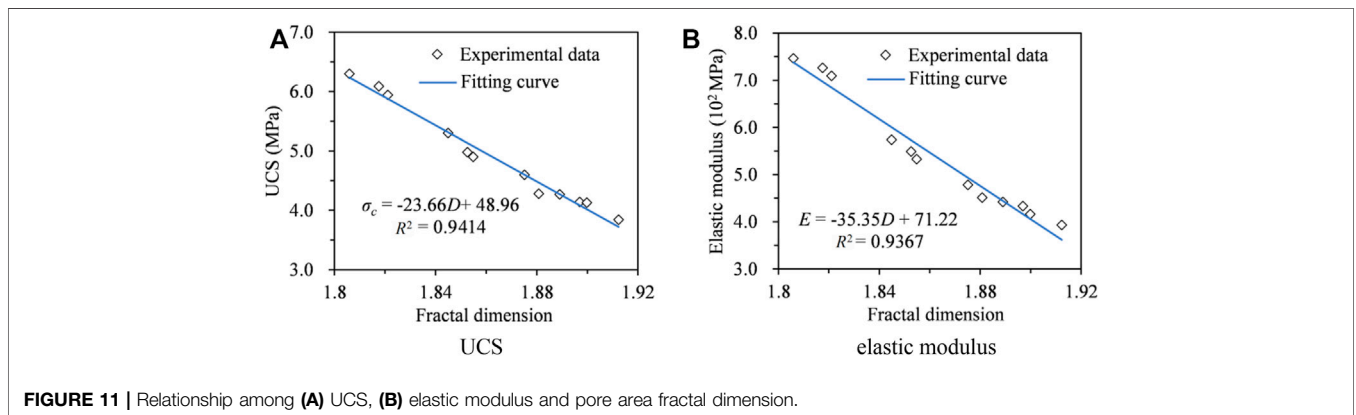 A
7.0
6.0
5.0
4.0
3.0
UCS (MPa)
Experimental data
Fitting curve
σc = -23.66D+ 48.96
R² = 0.9414
1.8 1.84 1.88 1.92
Fractal dimension
UCS
B
8.0
7.0
6.0
5.0
4.0
3.0
Elastic modulus (10² MPa)
Experimental data
Fitting curve
E = -35.35D + 71.22
R² = 0.9367
1.8 1.84 1.88 1.92
Fractal dimension
elastic modulus
FIGURE 11 | Relationship among (A) UCS, (B) elastic modulus and pore area fractal dimension.